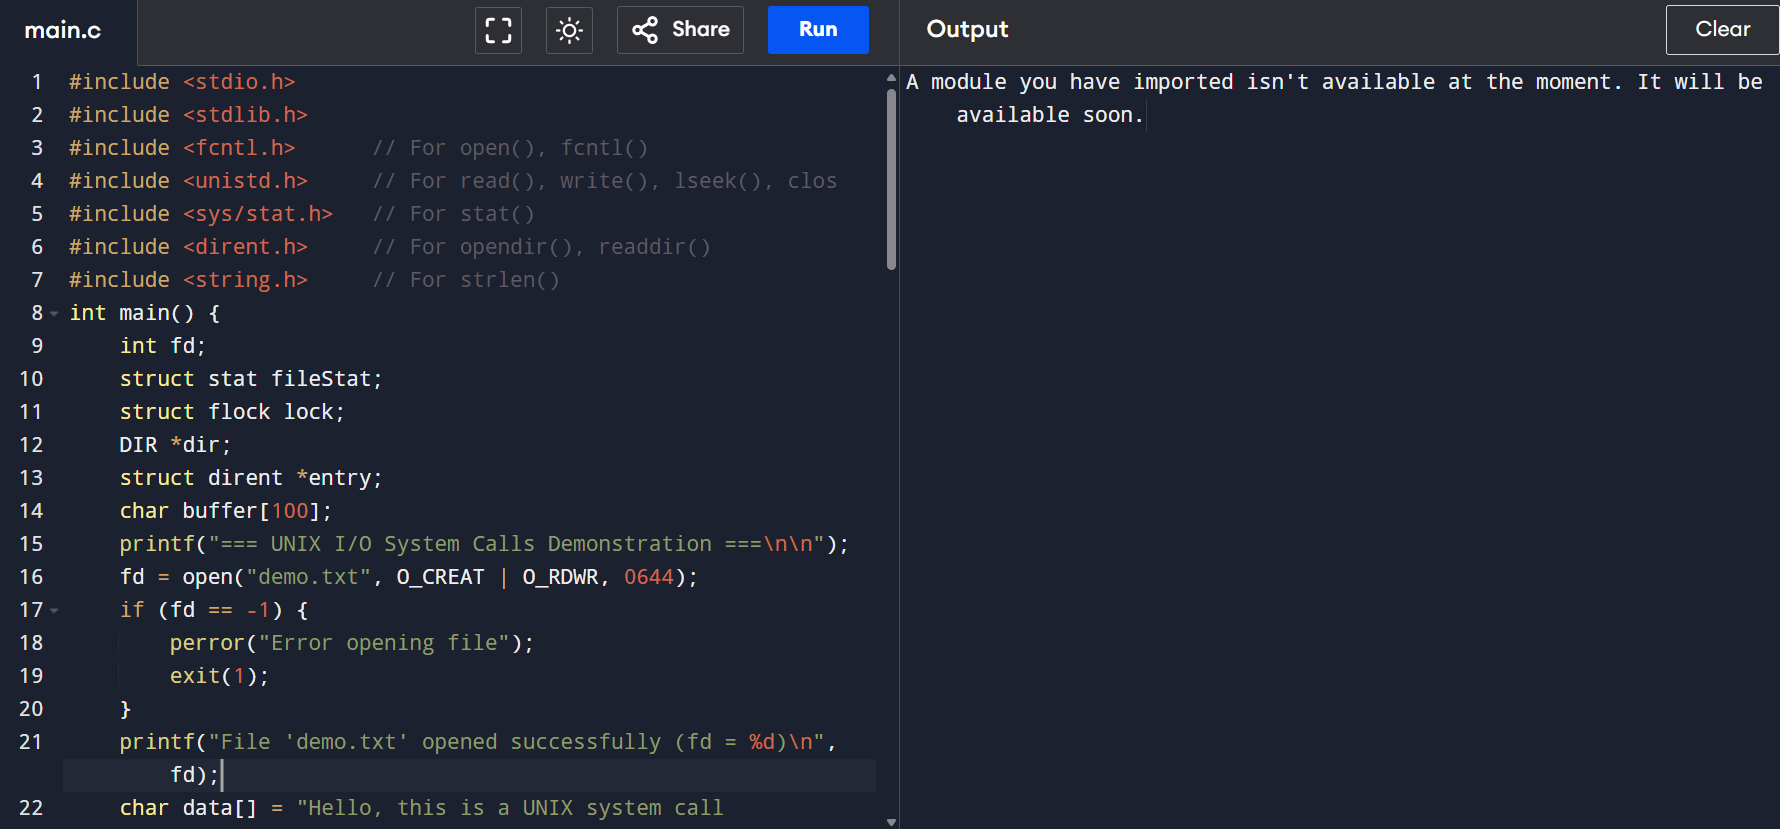 main.c
Share
Run
Output
Clear
1 #include <stdio.h>
2 #include <stdlib.h>
3 #include <fcntl.h>      // For open(), fcntl()
4 #include <unistd.h>     // For read(), write(), lseek(), clos
5 #include <sys/stat.h>   // For stat()
6 #include <dirent.h>     // For opendir(), readdir()
7 #include <string.h>     // For strlen()
8 int main() {
9     int fd;
10     struct stat fileStat;
11     struct flock lock;
12     DIR *dir;
13     struct dirent *entry;
14     char buffer[100];
15     printf("=== UNIX I/O System Calls Demonstration ===\n\n");
16     fd = open("demo.txt", O_CREAT | O_RDWR, 0644);
17     if (fd == -1) {
18         perror("Error opening file");
19         exit(1);
20     }
21     printf("File 'demo.txt' opened successfully (fd = %d)\n",
        fd);
22     char data[] = "Hello, this is a UNIX system call
A module you have imported isn't available at the moment. It will be
    available soon.